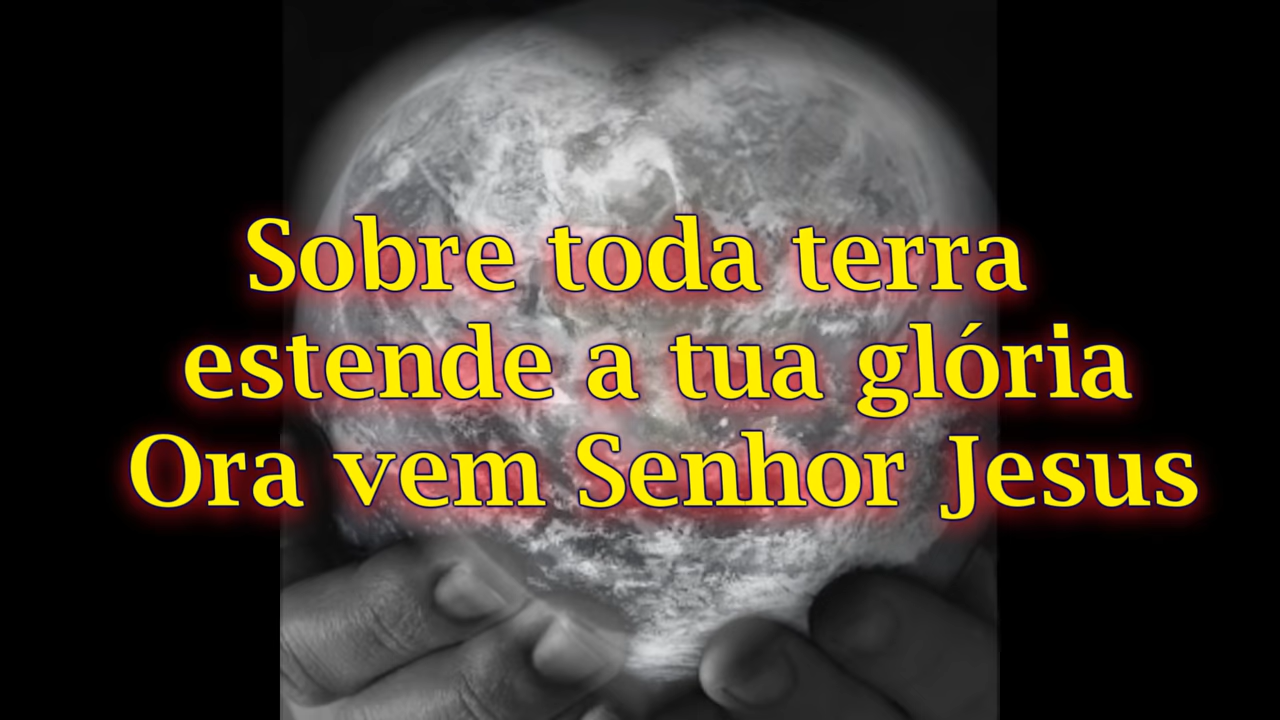 Sobre toda terra
estende a tua glória
Ora vem Senhor Jesus